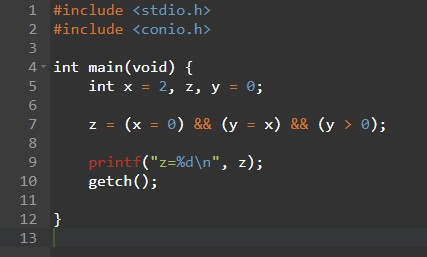 1 #include <stdio.h>
2 #include <conio.h>
3
4 int main(void) {
5     int x = 2, z, y = 0;
6
7     z = (x = 0) && (y = x) && (y > 0);
8
9     printf("z=%d\n", z);
10     getch();
11
12 }
13